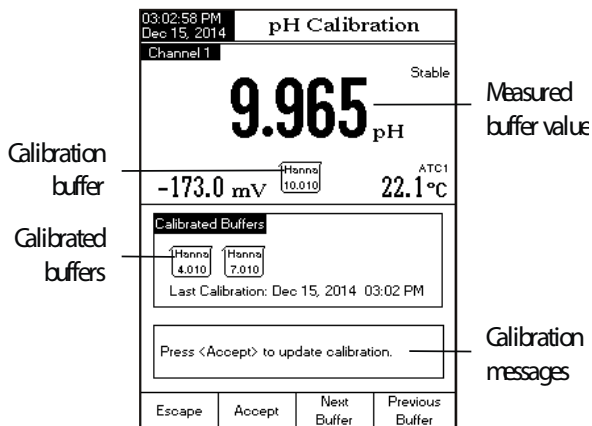 03:02:58 PM
Dec 15, 2014
pH Calibration
Channel 1
Stable
9.965 pH
Measured
buffer value
Calibration
buffer
-173.0 mV
Hanna
10.010
ATC1
22.1°C
Calibrated Buffers
Calibrated
buffers
Hanna
4.010
Hanna
7.010
Last Calibration: Dec 15, 2014 03:02 PM
Press <Accept> to update calibration.
Calibration
messages
Escape
Accept
Next
Buffer
Previous
Buffer